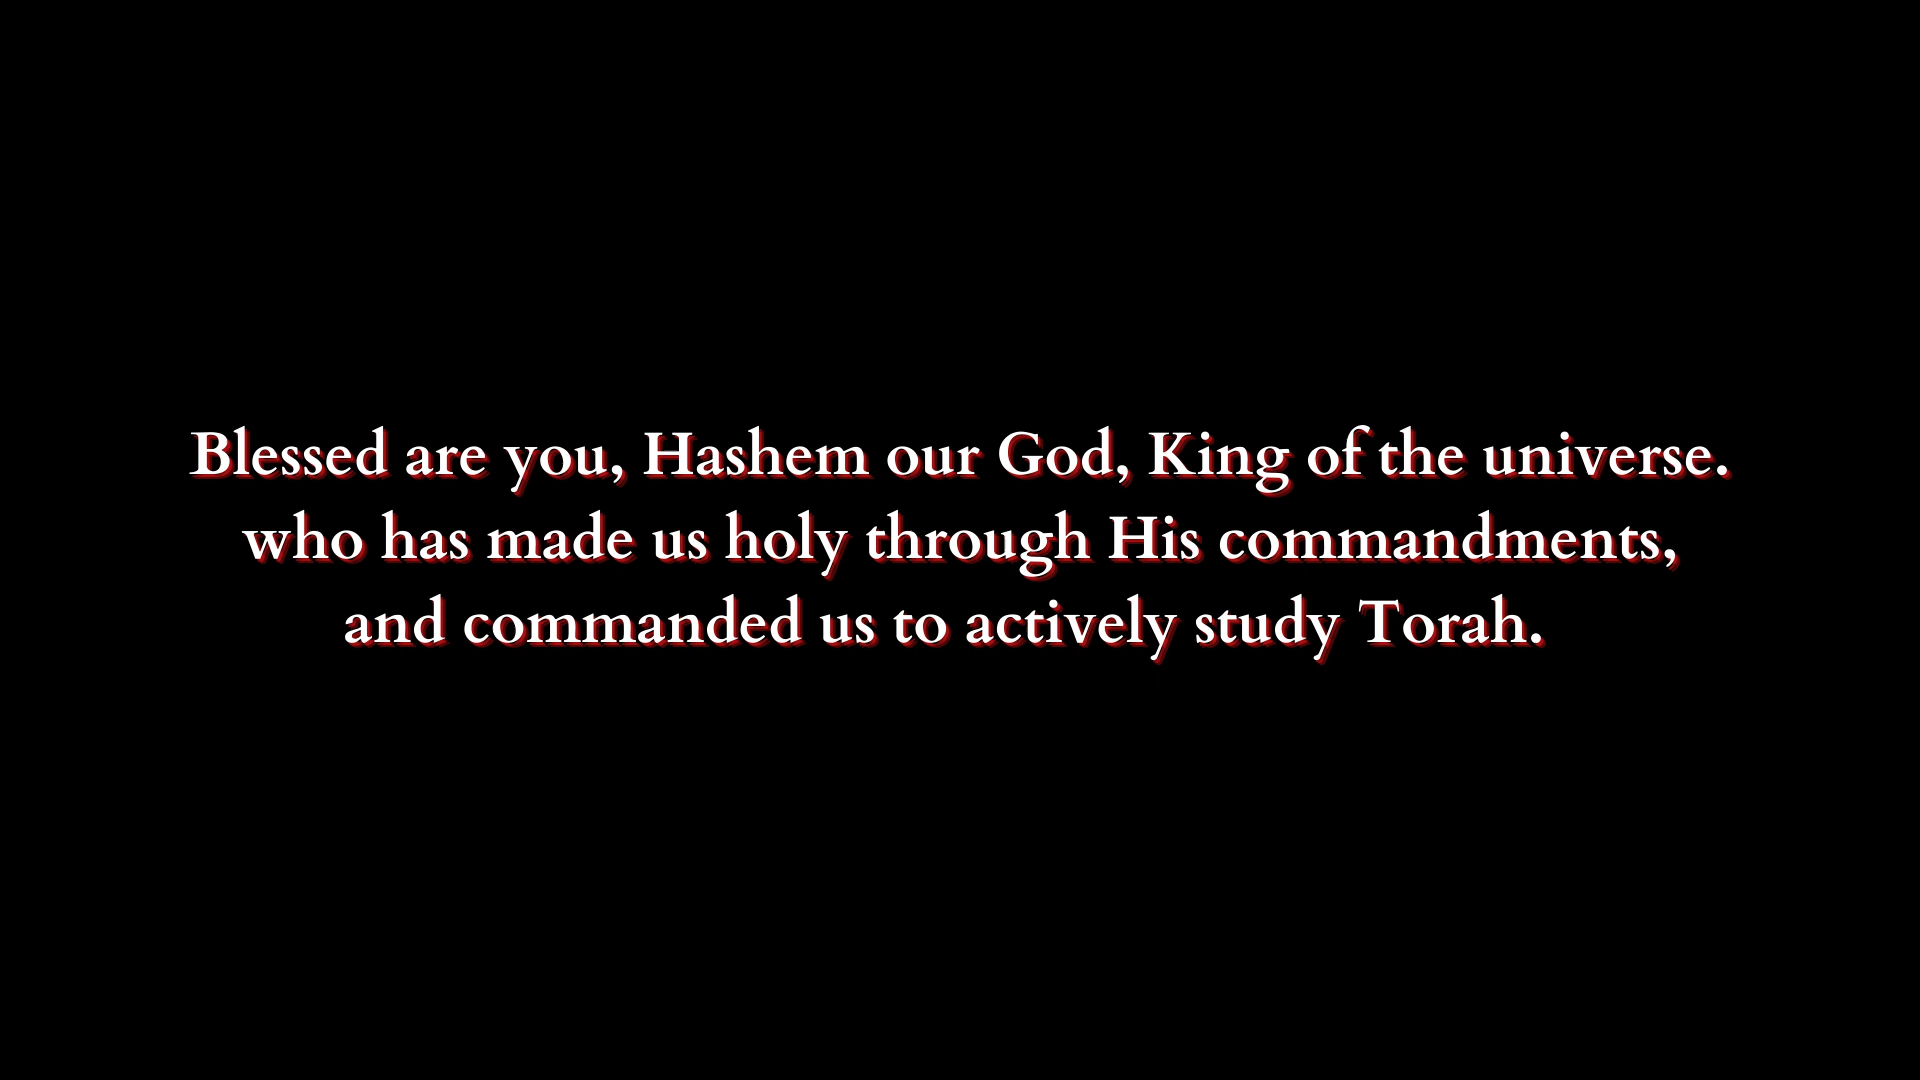 Blessed are you, Hashem our God, King of the universe.
who has made us holy through His commandments,
and commanded us to actively study Torah.